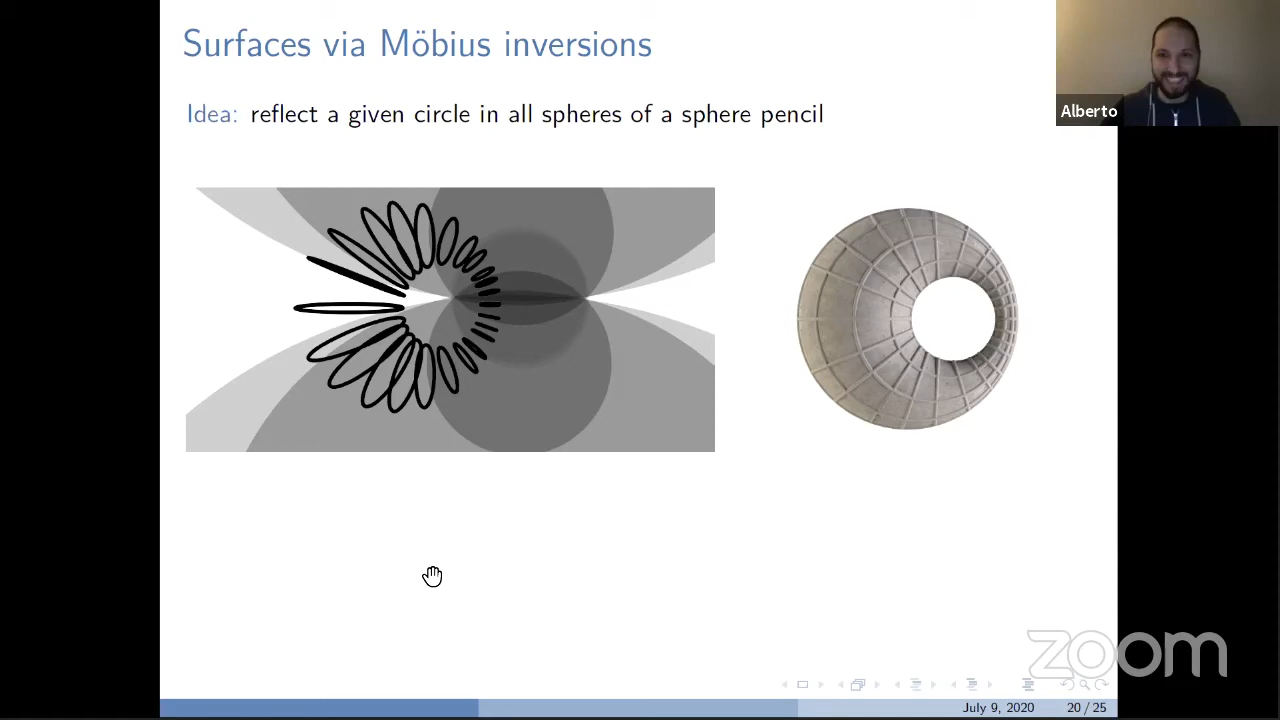 Surfaces via Möbius inversions
Idea: reflect a given circle in all spheres of a sphere pencil
Alberto
zoom
July 9, 2020 20 / 25